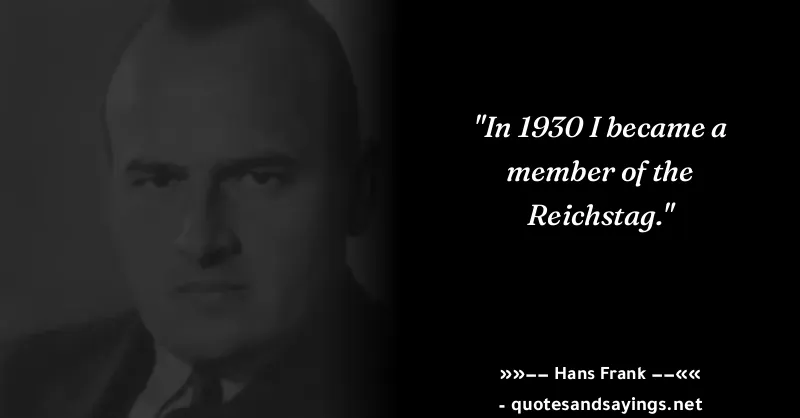 "In 1930 I became a
member of the
Reichstag."
»»–– Hans Frank ––««
- quotesandsayings.net